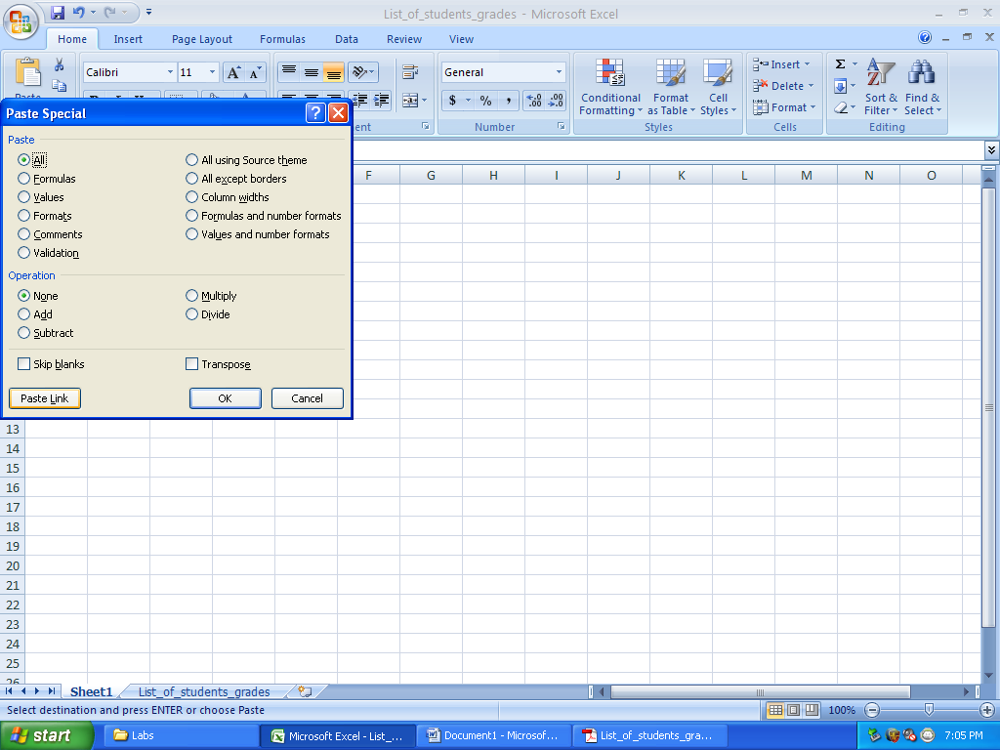 List_of_students_grades - Microsoft Excel
Home Insert Page Layout Formulas Data Review View
Calibri 11 General
Insert
Delete
Format
$ % ,
Conditional Formatting
Format as Table
Cell Styles
Sort & Filter
Find & Select
Number Styles Cells Editing
Paste Special
Paste
All All using Source theme
Formulas All except borders
Values Column widths
Formats Formulas and number formats
Comments Values and number formats
Validation
Operation
None Multiply
Add Divide
Subtract
Skip blanks Transpose
Paste Link OK Cancel
F G H I J K L M N O
13
14
15
16
17
18
19
20
21
22
23
24
25
Sheet1 List_of_students_grades
Select destination and press ENTER or choose Paste 100%
start Labs Microsoft Excel - List_... Document1 - Microsof... List_of_students_gra... 7:05 PM